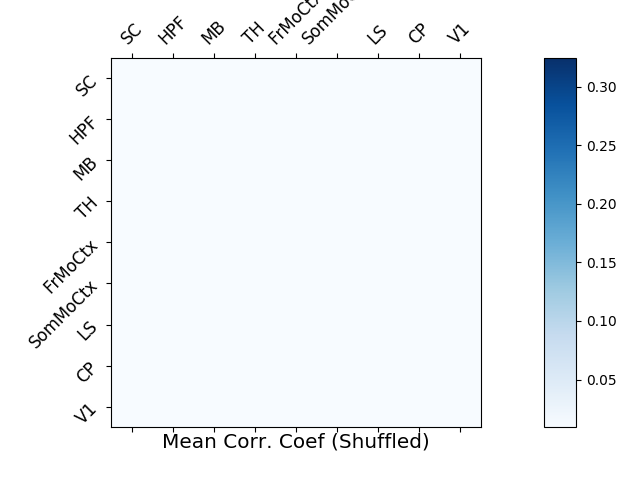 SC HPF MB TH FrMoCtx SomMo LS CP V1
SC
HPF
MB
TH
FrMoCtx
SomMoCtx
LS
CP
V1
0.30
0.25
0.20
0.15
0.10
0.05
Mean Corr. Coef (Shuffled)